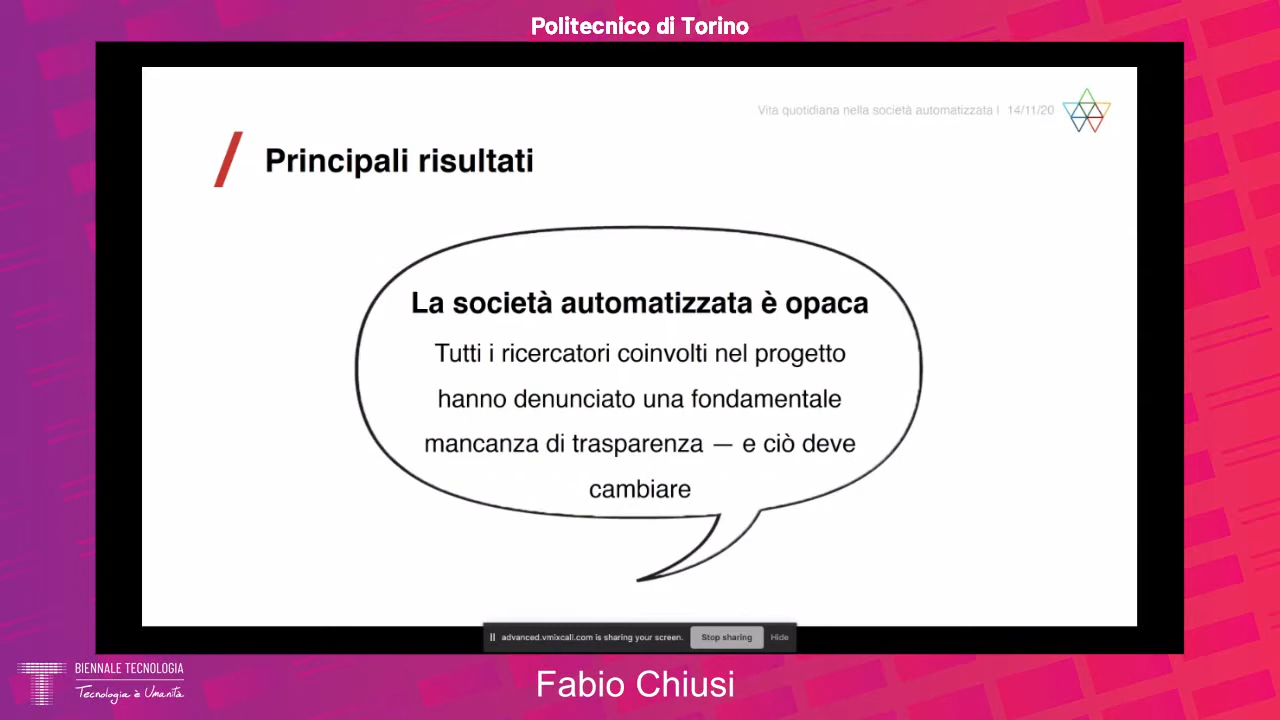 Politecnico di Torino
Vita quotidiana nella società automatizzata | 14/11/20
Principali risultati
La società automatizzata è opaca
Tutti i ricercatori coinvolti nel progetto
hanno denunciato una fondamentale
mancanza di trasparenza — e ciò deve
cambiare
advanced.vmixcall.com is sharing your screen. Stop sharing Hide
BIENNALE TECNOLOGIA
Tecnologia è Umanità
Fabio Chiusi